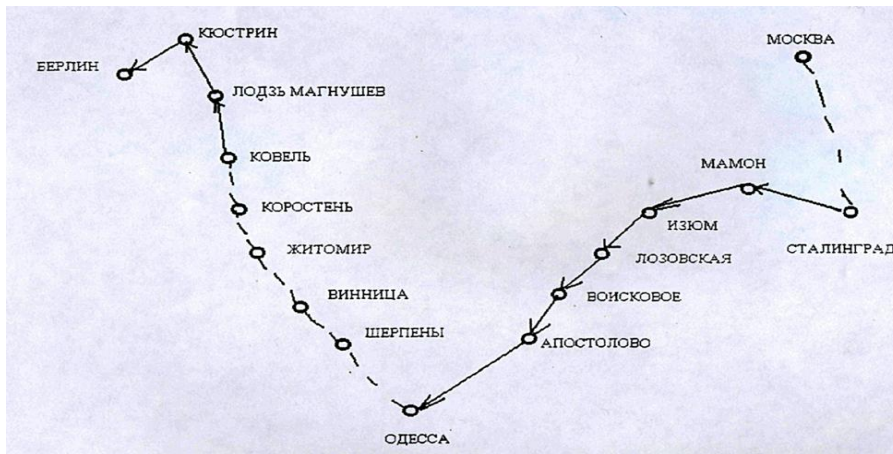 КЮСТРИН
МОСКВА
БЕРЛИН
ЛОДЗЬ МАГНУШЕВ
КОВЕЛЬ
МАМОН
КОРОСТЕНЬ
ИЗЮМ
СТАЛИНГРАД
ЖИТОМИР
ЛОЗОВСКАЯ
ВИННИЦА
ВОИСКОВОЕ
ШЕРПЕНЫ
АПОСТОЛОВО
ОДЕССА